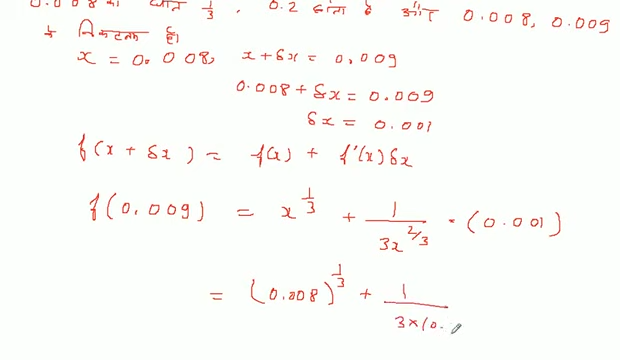 0.008 का घात 1/3, 0.2 होता है और 0.008, 0.009
के निकटतम है।
x = 0.008, x + δx = 0.009
0.008 + δx = 0.009
δx = 0.001
f(x + δx) = f(x) + f'(x) δx
f(0.009) = x^{1/3} + 1/(3x^{2/3}) · (0.001)
= (0.008)^{1/3} + 1/(3×(0.